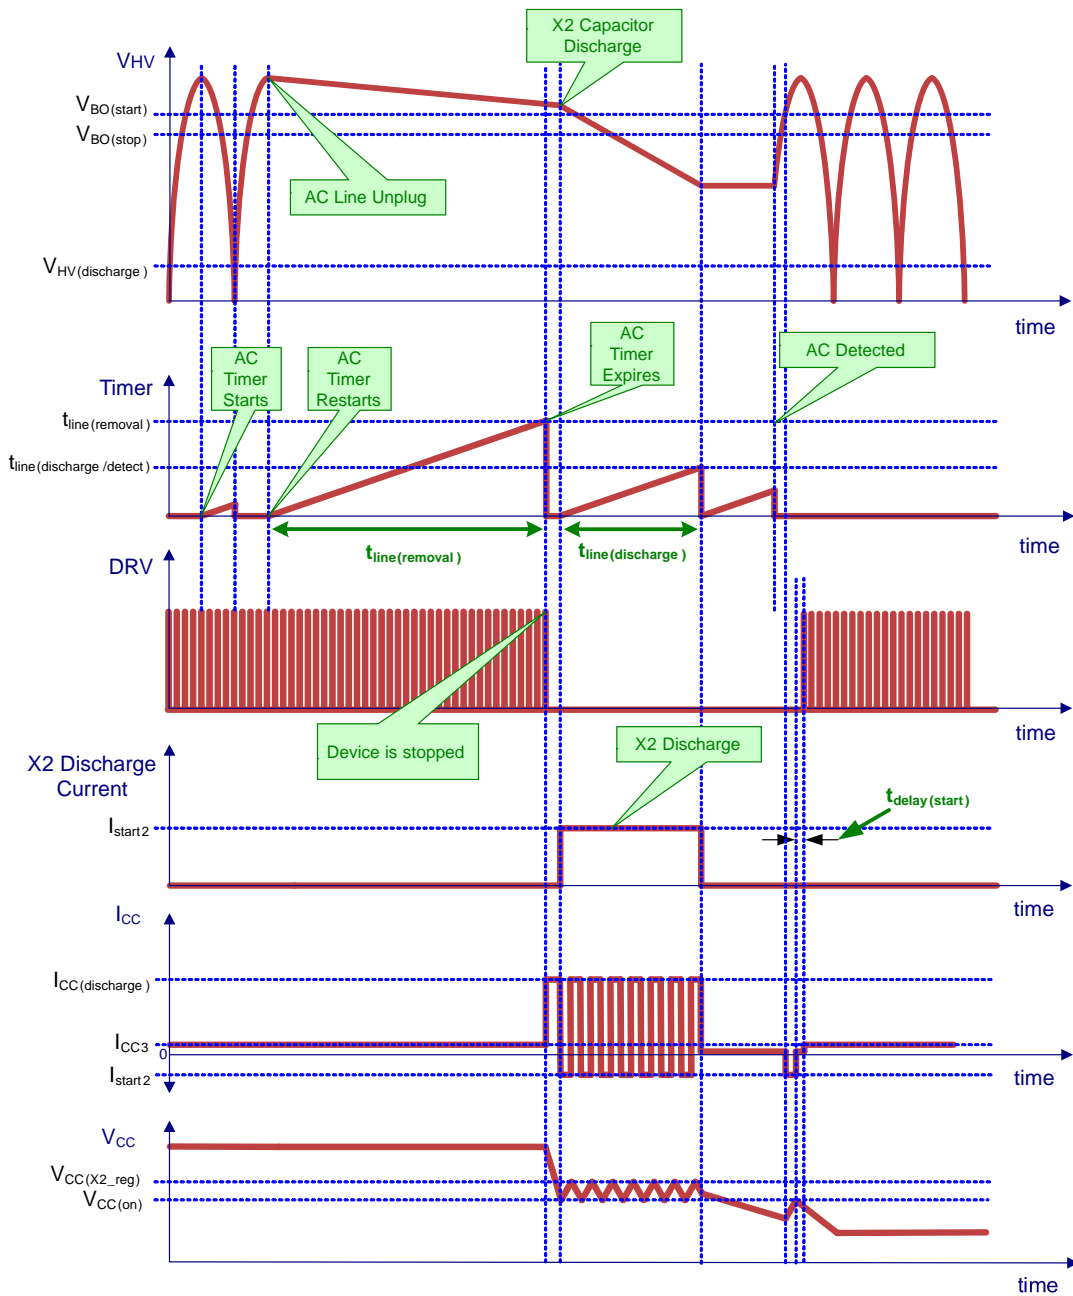 X2 Capacitor
Discharge
VHV
VBO(start)
VBO(stop)
AC Line Unplug
VHV(discharge )
time
AC
Timer
Starts
AC
Timer
Restarts
AC
Timer
Expires
AC Detected
Timer
tline(removal)
tline(discharge /detect)
tline(removal )
tline(discharge )
time
DRV
Device is stopped
X2 Discharge
time
X2 Discharge
Current
tdelay(start)
Istart2
time
ICC
ICC(discharge )
ICC3
0
Istart2
time
VCC
VCC(X2_reg)
VCC(on)
time